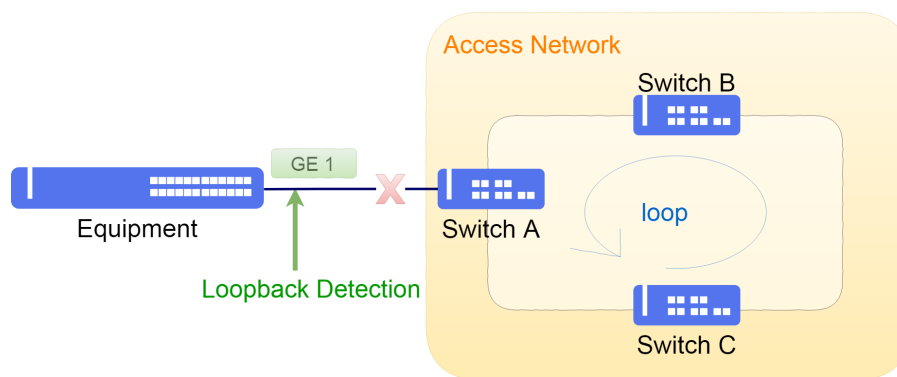 Access Network
Switch B
GE 1
X
Equipment
Switch A
loop
Loopback Detection
Switch C